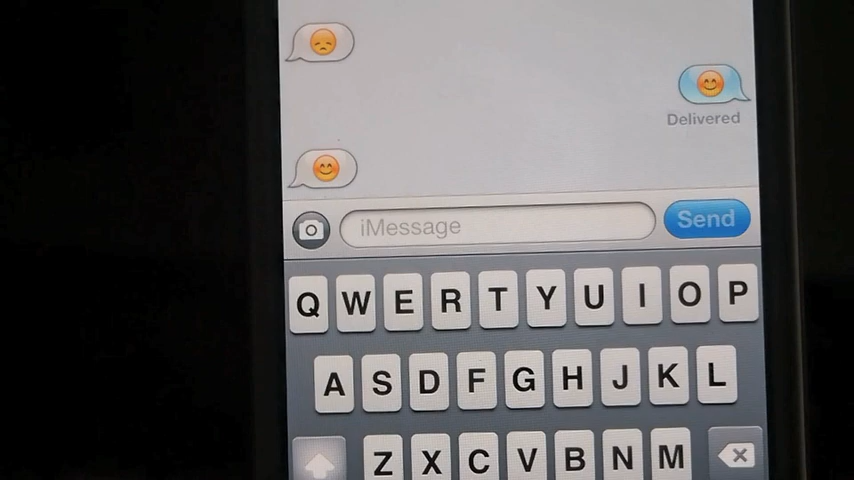 😞
😊
Delivered
😊
iMessage
Send
Q W E R T Y U I O P
A S D F G H J K L
Z X C V B N M